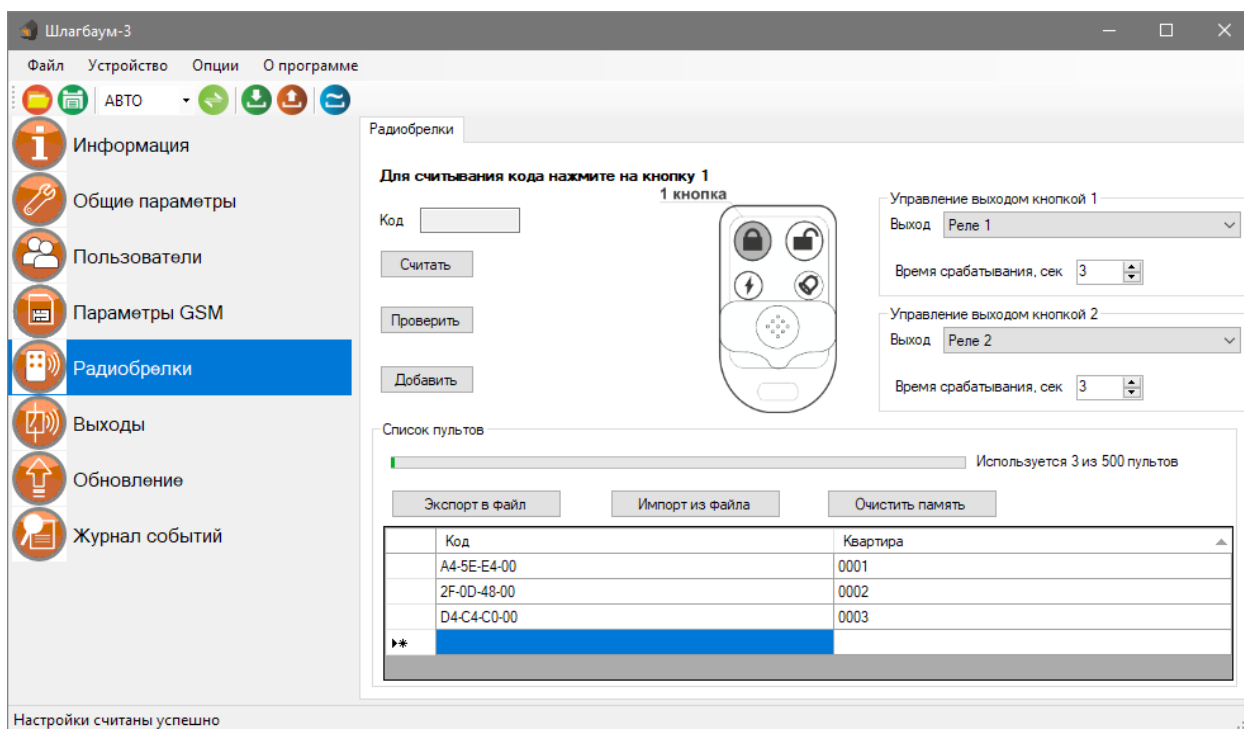 Шлагбаум-3
Файл Устройство Опции О программе
АВТО
Информация
Общие параметры
Пользователи
Параметры GSM
Радиобрелки
Выходы
Обновление
Журнал событий
Радиобрелки
Для считывания кода нажмите на кнопку 1
1 кнопка
Код
Считать
Проверить
Добавить
Управление выходом кнопкой 1
Выход Реле 1
Время срабатывания, сек 3
Управление выходом кнопкой 2
Выход Реле 2
Время срабатывания, сек 3
Список пультов
Используется 3 из 500 пультов
Экспорт в файл Импорт из файла Очистить память
Код Квартира
A4-5E-E4-00 0001
2F-0D-48-00 0002
D4-C4-C0-00 0003
Настройки считаны успешно